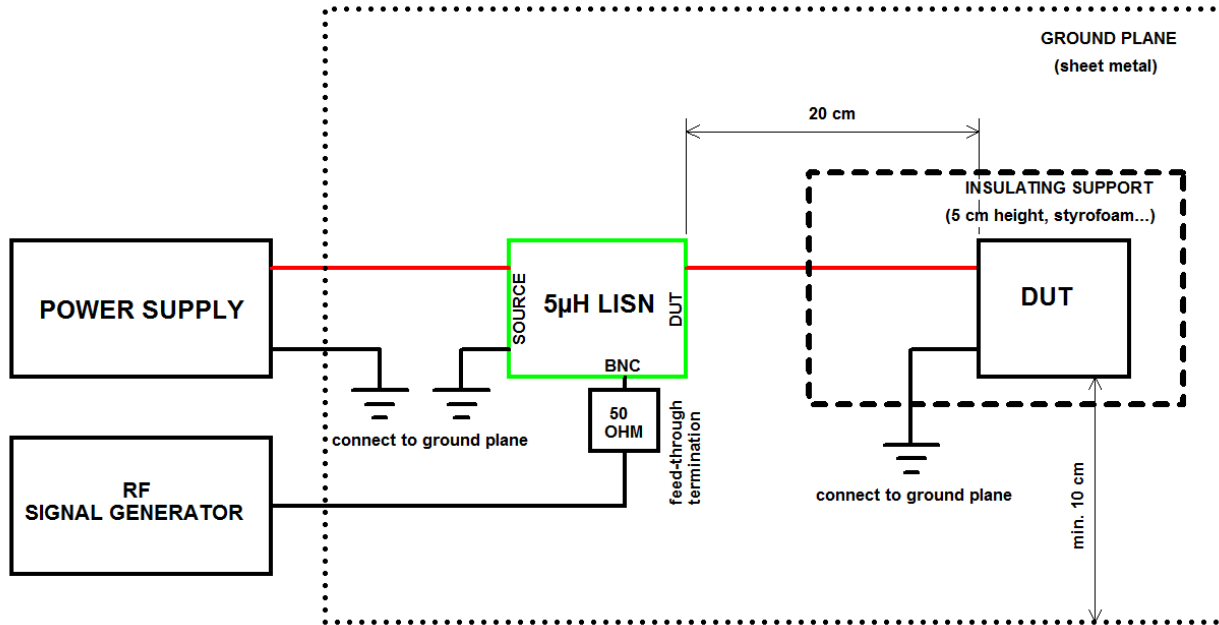 GROUND PLANE
(sheet metal)
20 cm
INSULATING SUPPORT
(5 cm height, styrofoam...)
POWER SUPPLY
SOURCE
5µH LISN
DUT
BNC
DUT
50
OHM
feed-through
termination
connect to ground plane
connect to ground plane
min. 10 cm
RF
SIGNAL GENERATOR